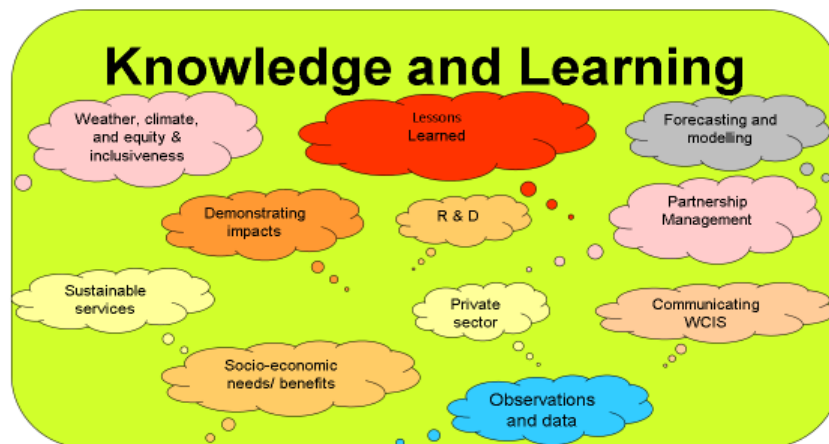 Knowledge and Learning
Weather, climate,
and equity &
inclusiveness
Lessons
Learned
Forecasting and
modelling
Demonstrating
impacts
R & D
Partnership
Management
Sustainable
services
Private
sector
Communicating
WCIS
Socio-economic
needs/ benefits
Observations
and data